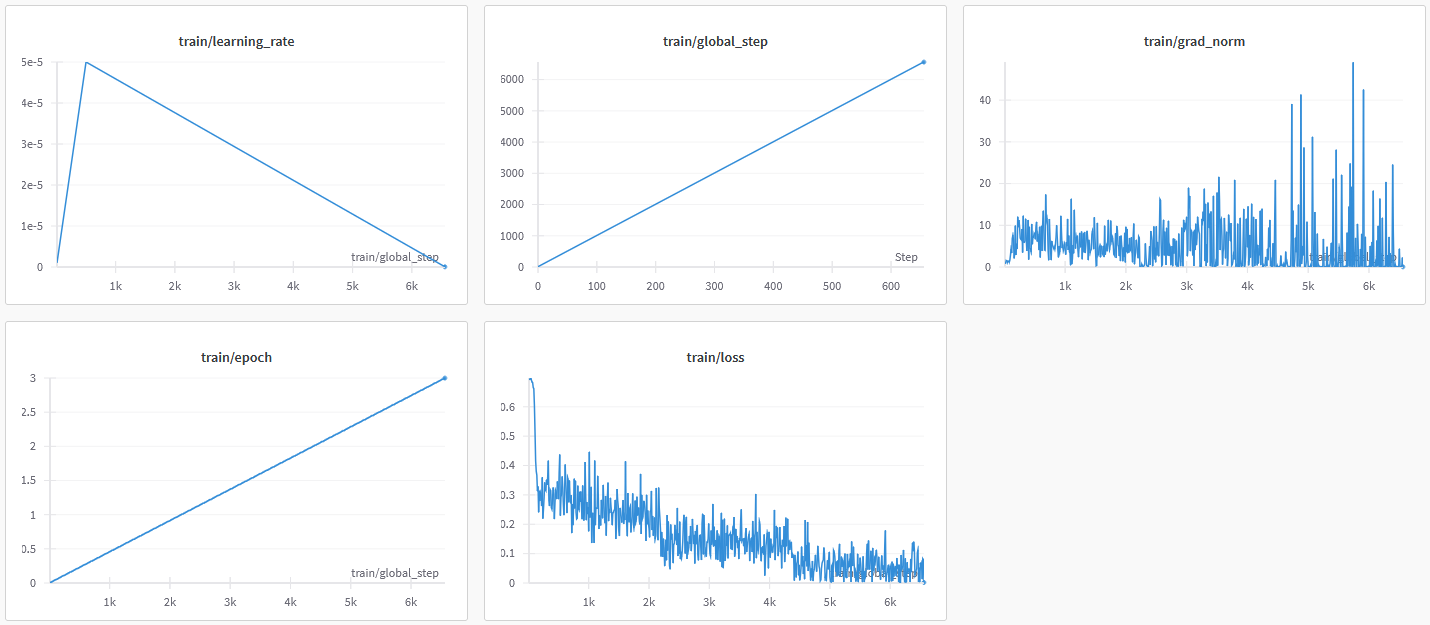 train/learning_rate
5e-5
4e-5
3e-5
2e-5
1e-5
0
train/global_step
1k
2k
3k
4k
5k
6k
train/global_step
6000
5000
4000
3000
2000
1000
0
Step
0
100
200
300
400
500
600
train/grad_norm
40
30
20
10
0
train/global_step
1k
2k
3k
4k
5k
6k
train/epoch
3
2.5
2
1.5
1
0.5
0
train/global_step
1k
2k
3k
4k
5k
6k
train/loss
0.6
0.5
0.4
0.3
0.2
0.1
0
train/global_step
1k
2k
3k
4k
5k
6k